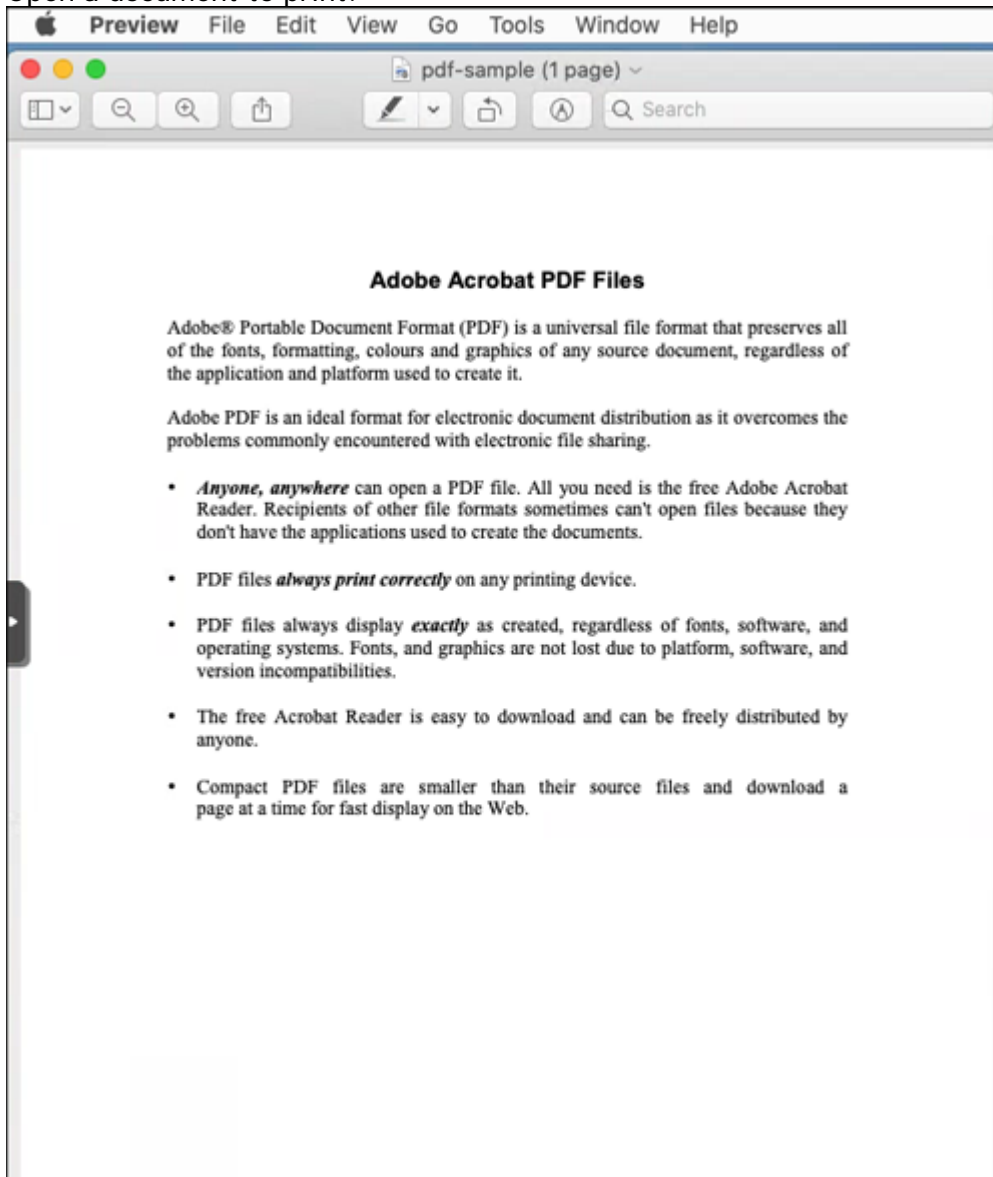 Open a document to print.
Preview File Edit View Go Tools Window Help
pdf-sample (1 page)
Search
Adobe Acrobat PDF Files
Adobe® Portable Document Format (PDF) is a universal file format that preserves all
of the fonts, formatting, colours and graphics of any source document, regardless of
the application and platform used to create it.
Adobe PDF is an ideal format for electronic document distribution as it overcomes the
problems commonly encountered with electronic file sharing.
• Anyone, anywhere can open a PDF file. All you need is the free Adobe Acrobat
Reader. Recipients of other file formats sometimes can't open files because they
don't have the applications used to create the documents.
• PDF files always print correctly on any printing device.
• PDF files always display exactly as created, regardless of fonts, software, and
operating systems. Fonts, and graphics are not lost due to platform, software, and
version incompatibilities.
• The free Acrobat Reader is easy to download and can be freely distributed by
anyone.
• Compact PDF files are smaller than their source files and download a
page at a time for fast display on the Web.